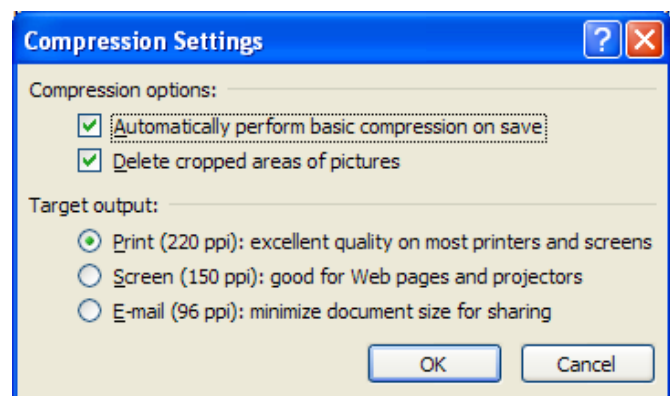 Compression Settings
Compression options:
Automatically perform basic compression on save
Delete cropped areas of pictures
Target output:
Print (220 ppi): excellent quality on most printers and screens
Screen (150 ppi): good for Web pages and projectors
E-mail (96 ppi): minimize document size for sharing
OK Cancel